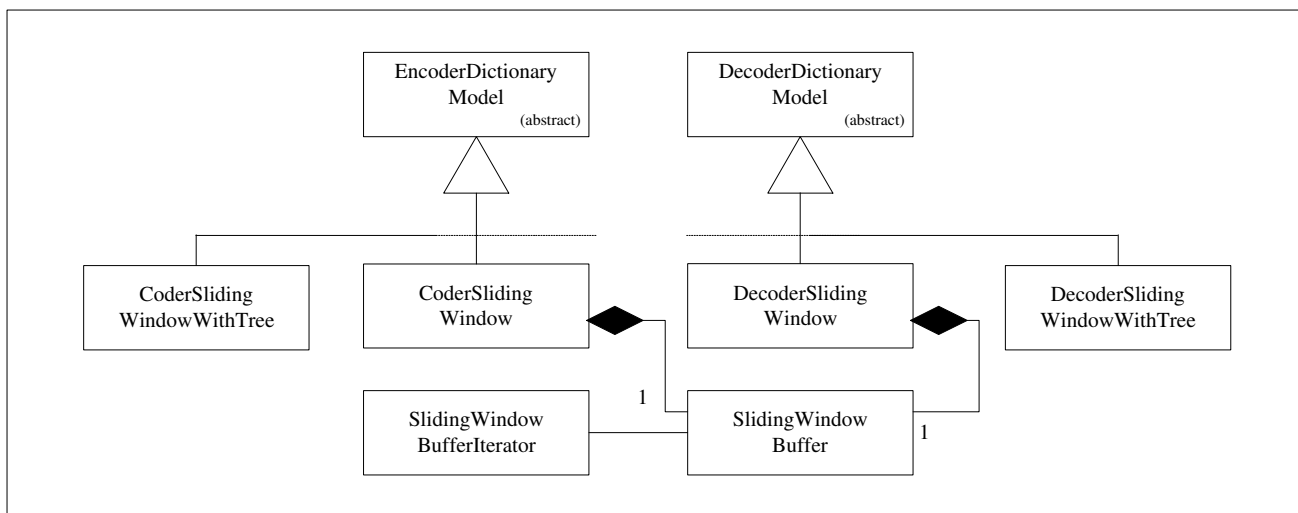 EncoderDictionary
Model
(abstract)
DecoderDictionary
Model
(abstract)
CoderSliding
WindowWithTree
CoderSliding
Window
DecoderSliding
Window
DecoderSliding
WindowWithTree
1
SlidingWindow
BufferIterator
SlidingWindow
Buffer
1